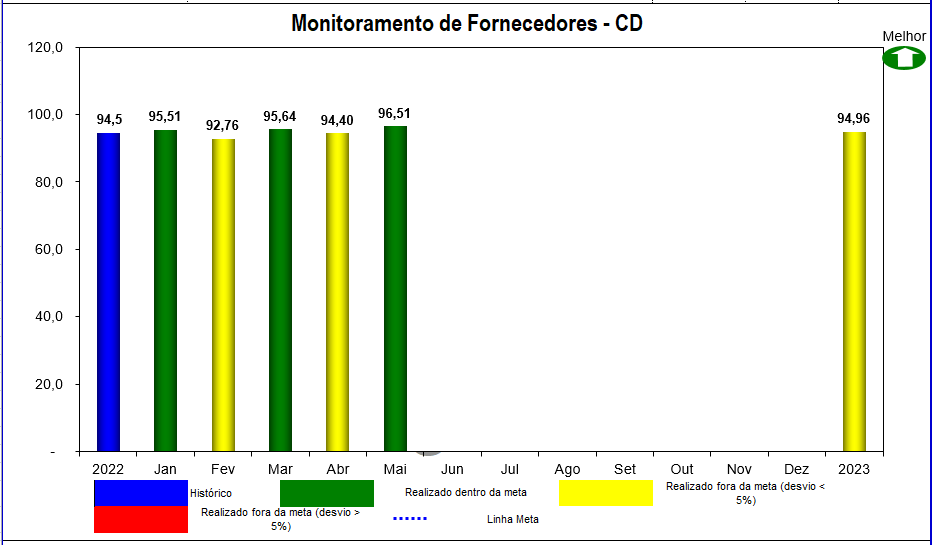 Monitoramento de Fornecedores - CD
Melhor
120,0
100,0
80,0
60,0
40,0
20,0
-
94,5
95,51
92,76
95,64
94,40
96,51
94,96
2022 Jan Fev Mar Abr Mai Jun Jul Ago Set Out Nov Dez 2023
Histórico
Realizado dentro da meta
Realizado fora da meta (desvio <
5%)
Realizado fora da meta (desvio >
5%)
Linha Meta